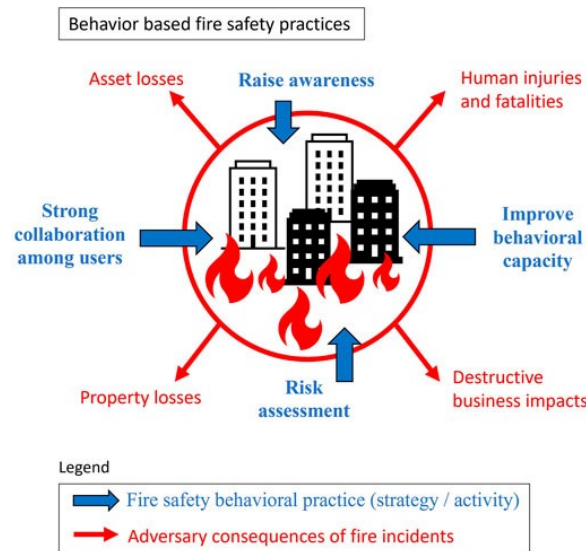 Behavior based fire safety practices
Asset losses
Raise awareness
Human injuries
and fatalities
Strong
collaboration
among users
Improve
behavioral
capacity
Property losses
Risk
assessment
Destructive
business impacts
Legend
Fire safety behavioral practice (strategy / activity)
Adversary consequences of fire incidents